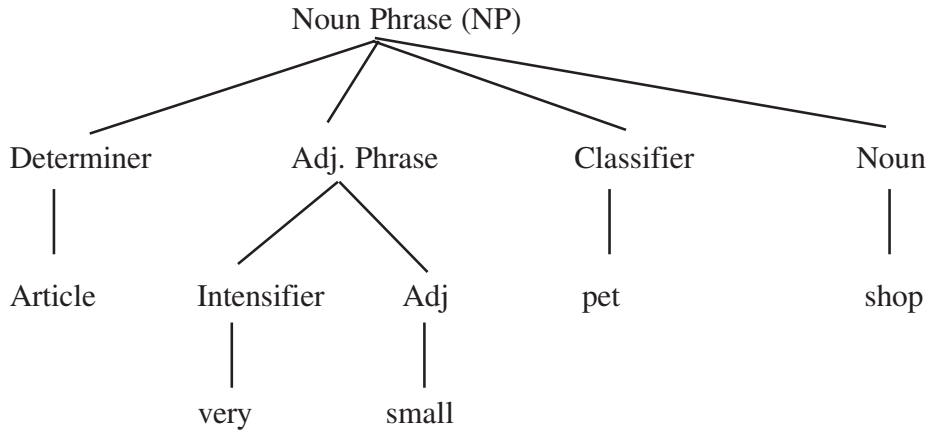 Noun Phrase (NP)
Determiner Adj. Phrase Classifier Noun
Article Intensifier Adj pet shop
very small